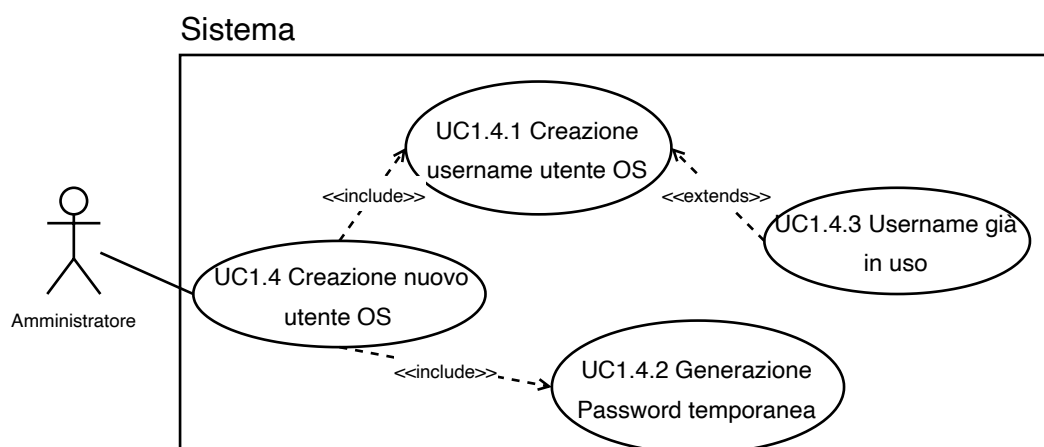 Sistema
UC1.4.1 Creazione
username utente OS
<<include>>
<<extends>>
UC1.4.3 Username già
in uso
UC1.4 Creazione nuovo
utente OS
Amministratore
<<include>>
UC1.4.2 Generazione
Password temporanea